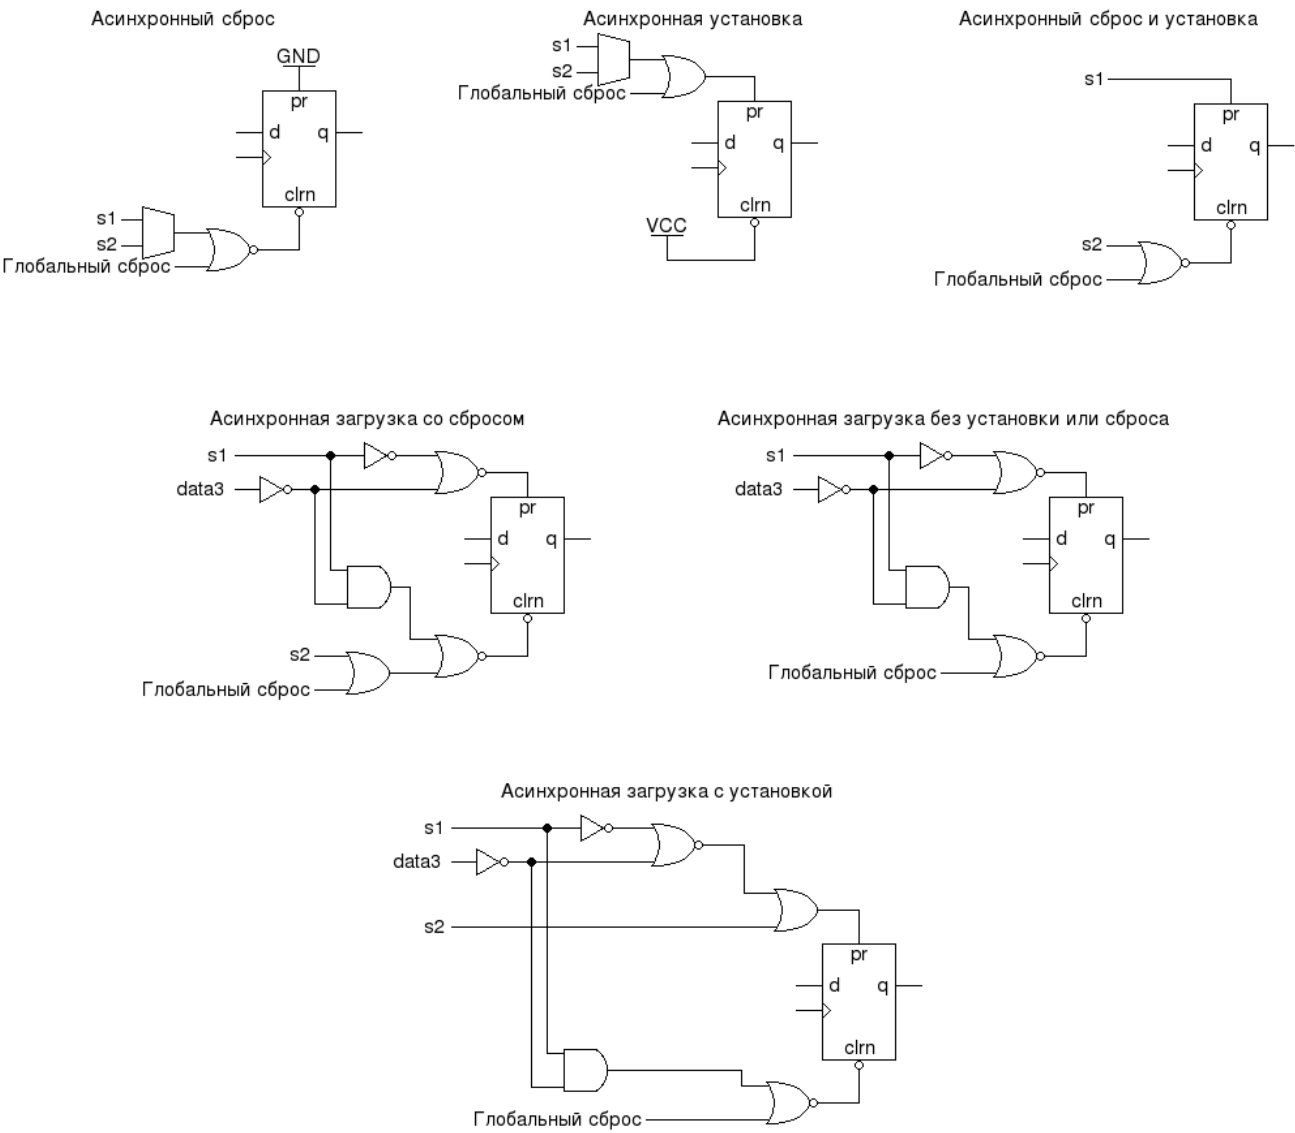 Асинхронный сброс
GND
pr
d q
clrn
s1
s2
Глобальный сброс
Асинхронная установка
s1
s2
Глобальный сброс
pr
d q
clrn
VCC
Асинхронный сброс и установка
s1
pr
d q
clrn
s2
Глобальный сброс
Асинхронная загрузка со сбросом
s1
data3
pr
d q
clrn
s2
Глобальный сброс
Асинхронная загрузка без установки или сброса
s1
data3
pr
d q
clrn
Глобальный сброс
Асинхронная загрузка с установкой
s1
data3
s2
pr
d q
clrn
Глобальный сброс